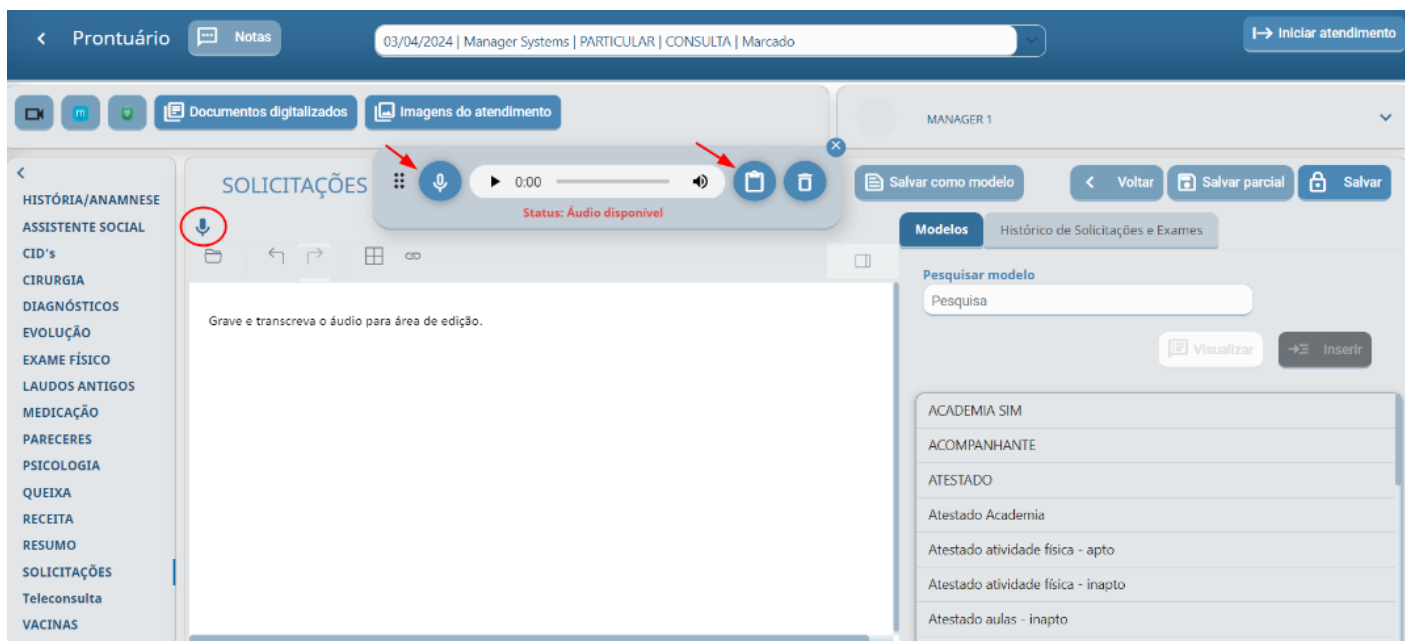 Prontuário
Notas
03/04/2024 | Manager Systems | PARTICULAR | CONSULTA | Marcado
Iniciar atendimento
m
Documentos digitalizados
Imagens do atendimento
MANAGER 1
HISTÓRIA/ANAMNESE
ASSISTENTE SOCIAL
CID's
CIRURGIA
DIAGNÓSTICOS
EVOLUÇÃO
EXAME FÍSICO
LAUDOS ANTIGOS
MEDICAÇÃO
PARECERES
PSICOLOGIA
QUEIXA
RECEITA
RESUMO
SOLICITAÇÕES
Teleconsulta
VACINAS
SOLICITAÇÕES
0:00
Status: Áudio disponível
Grave e transcreva o áudio para área de edição.
Salvar como modelo
Voltar
Salvar parcial
Salvar
Modelos
Histórico de Solicitações e Exames
Pesquisar modelo
Pesquisa
Visualizar
Inserir
ACADEMIA SIM
ACOMPANHANTE
ATESTADO
Atestado Academia
Atestado atividade física - apto
Atestado atividade física - inapto
Atestado aulas - inapto